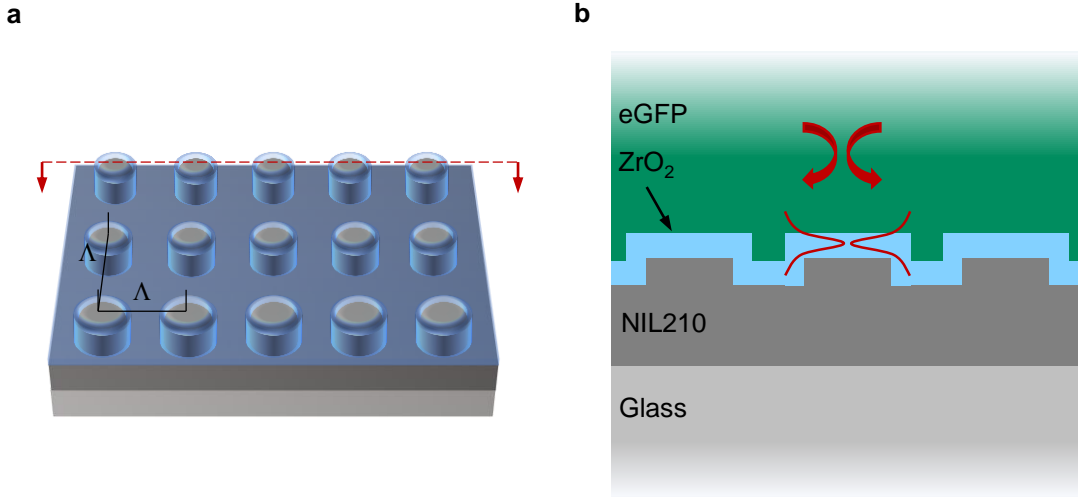 a
Λ
Λ
b
eGFP
ZrO₂
NIL210
Glass